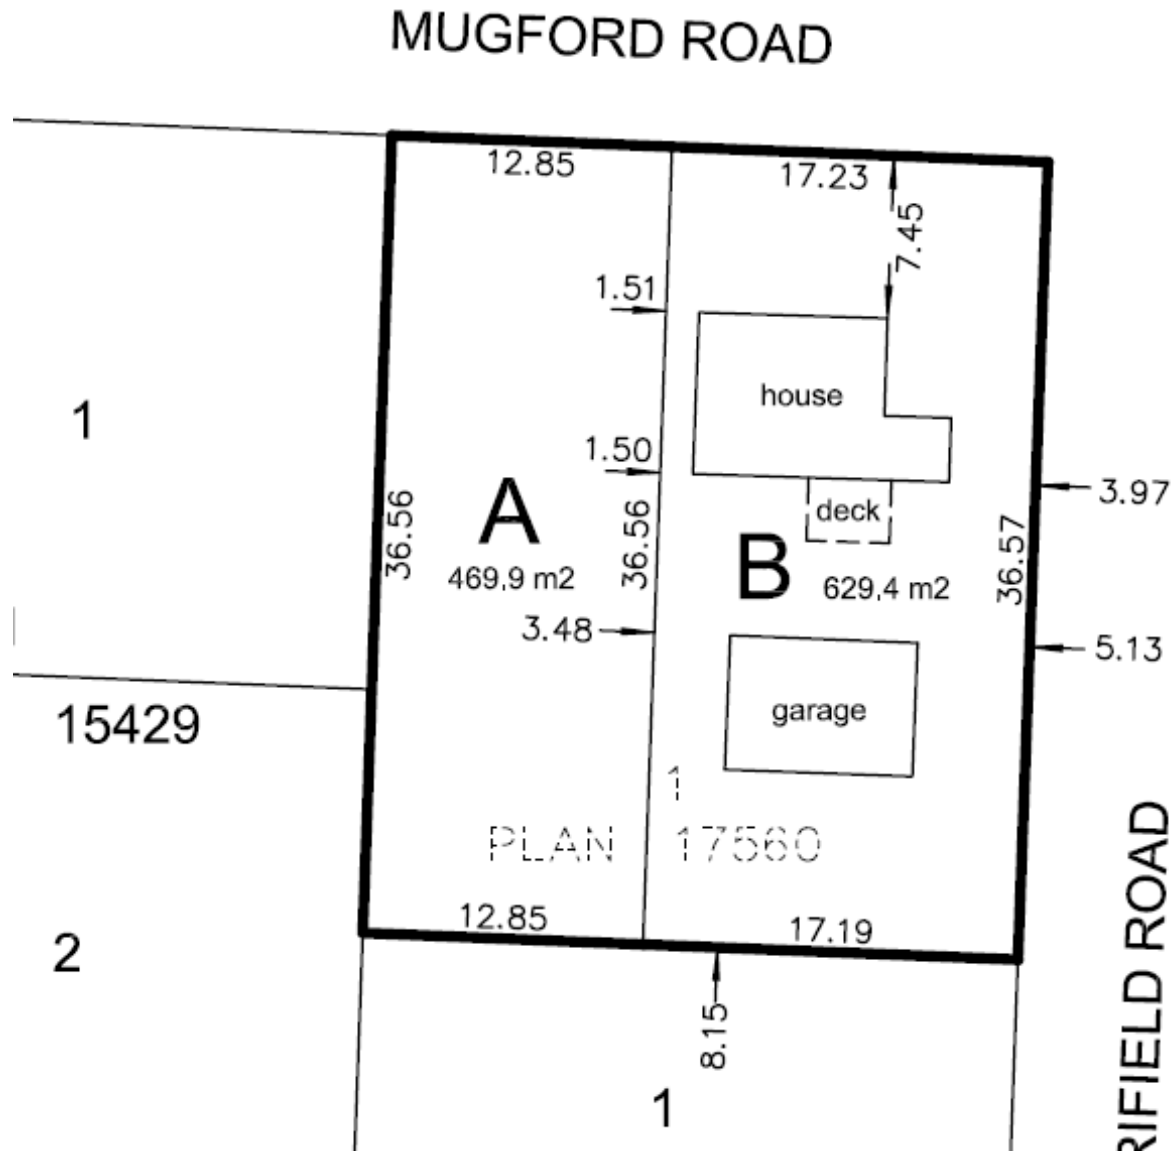 MUGFORD ROAD
12.85
17.23
7.45
1.51
house
1
1.50
A
3.97
deck
36.56
36.56
B
36.57
469,9 m2
629,4 m2
3.48
5.13
garage
15429
1
PLAN 17560
12.85
17.19
2
8.15
1
RIFIELD ROAD